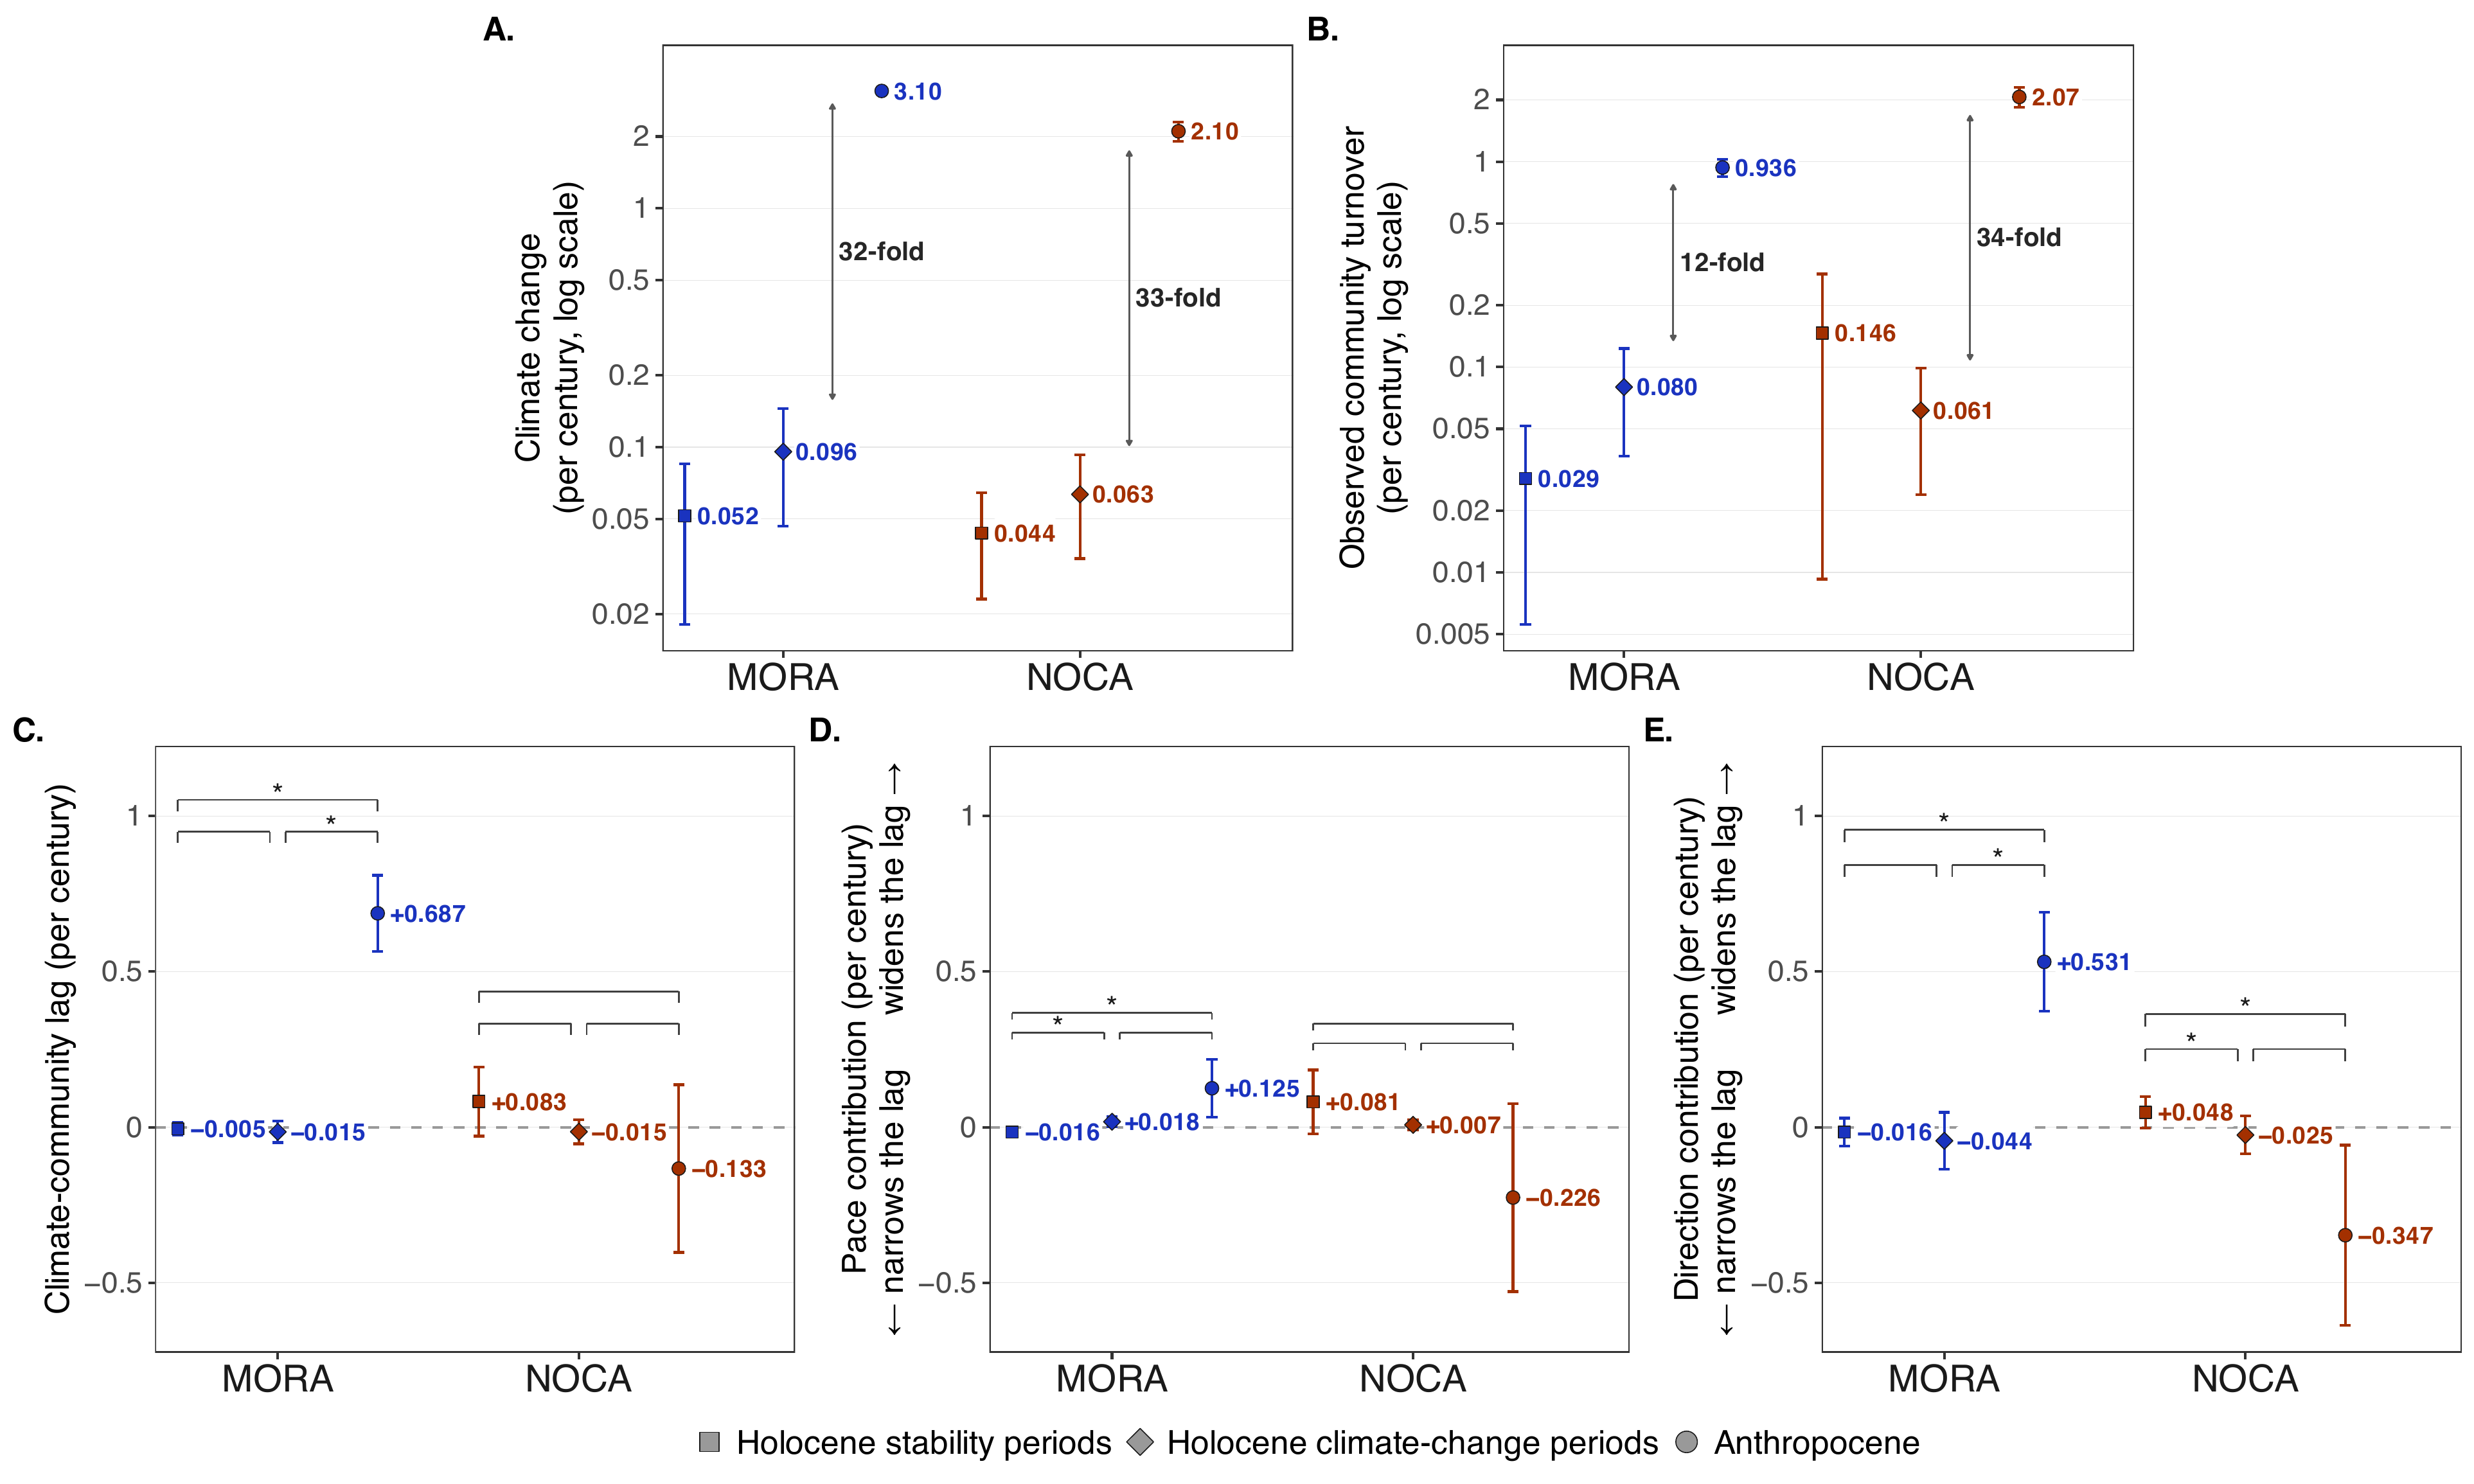 A.
Climate change
(per century, log scale)
2
1
0.5
0.2
0.1
0.05
0.02
3.10
2.10
32-fold
33-fold
0.096
0.052
0.044
0.063
MORA
NOCA
B.
Observed community turnover
(per century, log scale)
2
1
0.5
0.2
0.1
0.05
0.02
0.01
0.005
2.07
0.936
34-fold
12-fold
0.146
0.080
0.061
0.029
MORA
NOCA
C.
Climate-community lag (per century)
1
0.5
0
−0.5
*
*
+0.687
+0.083
−0.005
−0.015
−0.015
−0.133
MORA
NOCA
D.
Pace contribution (per century)
← narrows the lag widens the lag →
1
0.5
0
−0.5
*
*
+0.125
+0.081
−0.016
+0.018
+0.007
−0.226
MORA
NOCA
E.
Direction contribution (per century)
← narrows the lag widens the lag →
1
0.5
0
−0.5
*
*
+0.531
*
*
+0.048
−0.016
−0.044
−0.025
−0.347
MORA
NOCA
Holocene stability periods Holocene climate-change periods Anthropocene